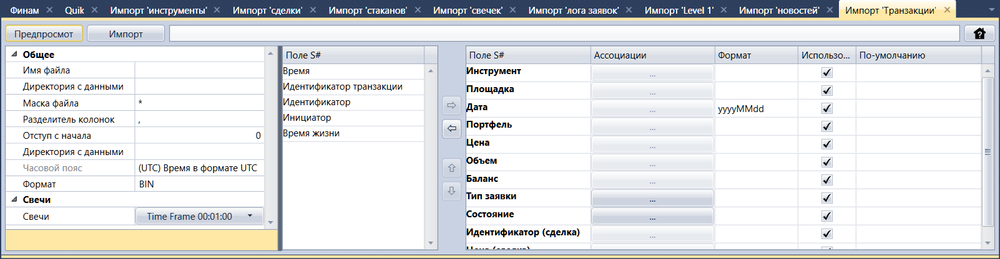 Финам Quik Импорт 'инструменты' Импорт 'сделки' Импорт 'стаканов' Импорт 'свечек' Импорт 'лога заявок' Импорт 'Level 1' Импорт 'новостей' Импорт 'Транзакции'
Предпросмот Импорт
Общее
Имя файла
Директория с данными
Маска файла *
Разделитель колонок ,
Отступ с начала 0
Директория с данными
Часовой пояс (UTC) Время в формате UTC
Формат BIN
Свечи
Свечи Time Frame 00:01:00
Поле S#
Время
Идентификатор транзакции
Идентификатор
Инициатор
Время жизни
Поле S# Ассоциации Формат Использо... По-умолчанию
Инструмент ...
Площадка ...
Дата ... yyyyMMdd
Портфель ...
Цена ...
Объем ...
Баланс ...
Тип заявки ...
Состояние ...
Идентификатор (сделка) ...